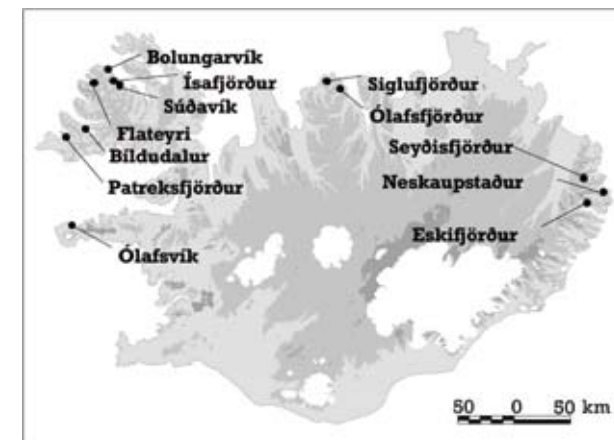 Bolungarvík
Ísafjörður
Súðavík
Flateyri
Bíldudalur
Patreksfjörður
Ólafsvík
Siglufjörður
Ólafsfjörður
Seyðisfjörður
Neskaupstaður
Eskifjörður
50 0 50 km